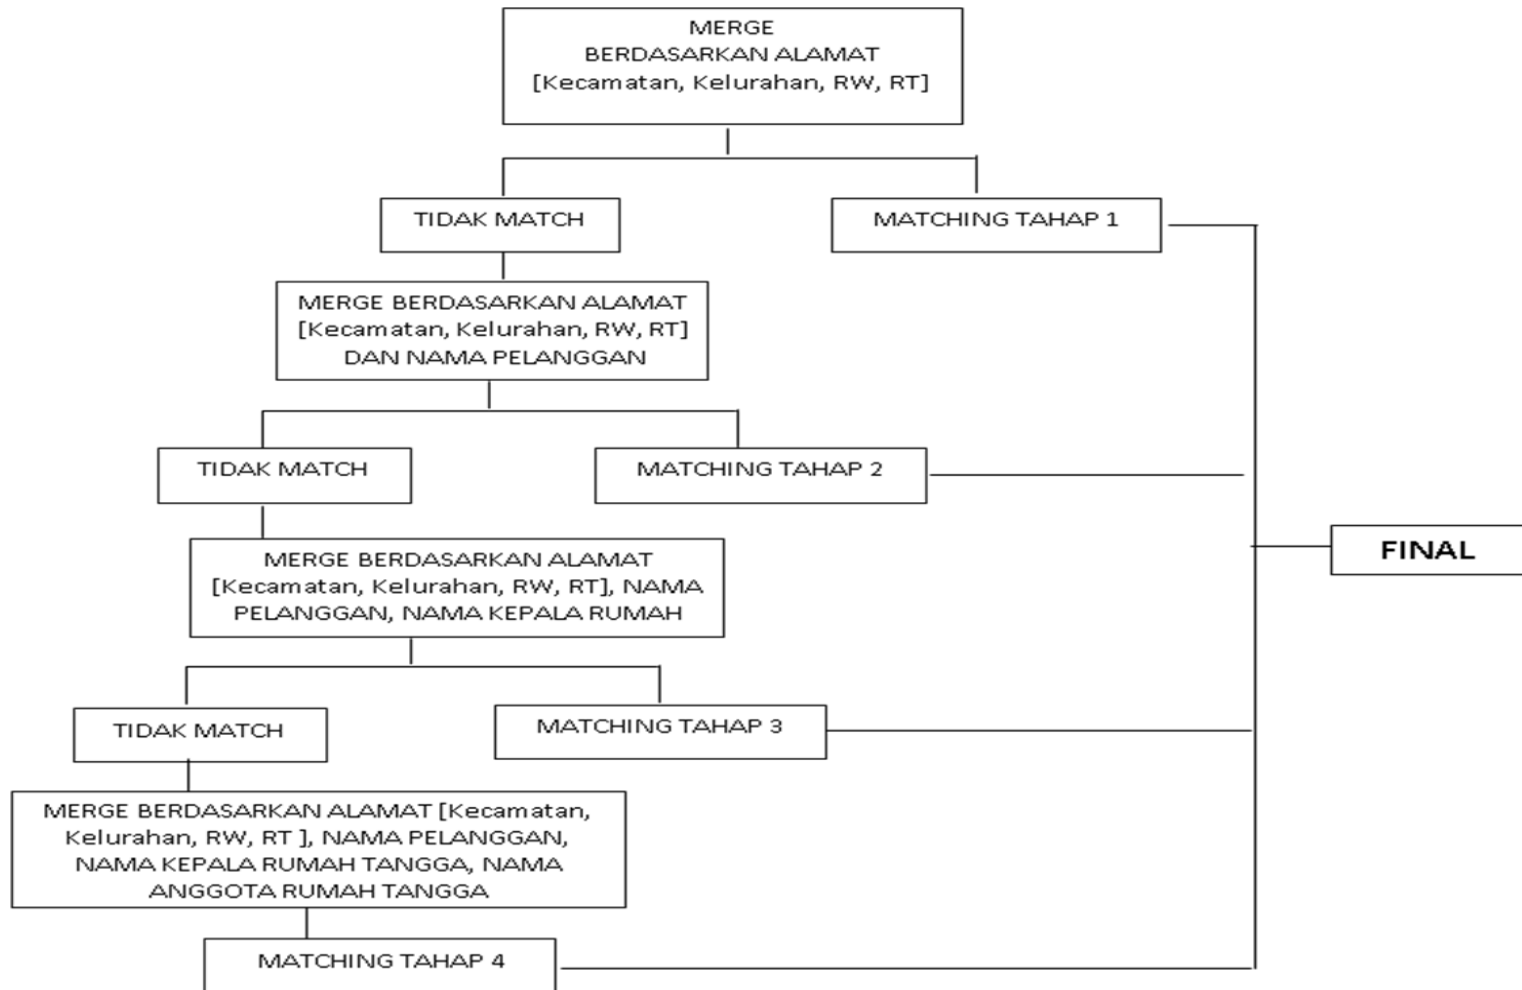 MERGE
BERDASARKAN ALAMAT
[Kecamatan, Kelurahan, RW, RT]
TIDAK MATCH
MATCHING TAHAP 1
MERGE BERDASARKAN ALAMAT
[Kecamatan, Kelurahan, RW, RT]
DAN NAMA PELANGGAN
TIDAK MATCH
MATCHING TAHAP 2
MERGE BERDASARKAN ALAMAT
[Kecamatan, Kelurahan, RW, RT], NAMA
PELANGGAN, NAMA KEPALA RUMAH
FINAL
TIDAK MATCH
MATCHING TAHAP 3
MERGE BERDASARKAN ALAMAT [Kecamatan,
Kelurahan, RW, RT ], NAMA PELANGGAN,
NAMA KEPALA RUMAH TANGGA, NAMA
ANGGOTA RUMAH TANGGA
MATCHING TAHAP 4